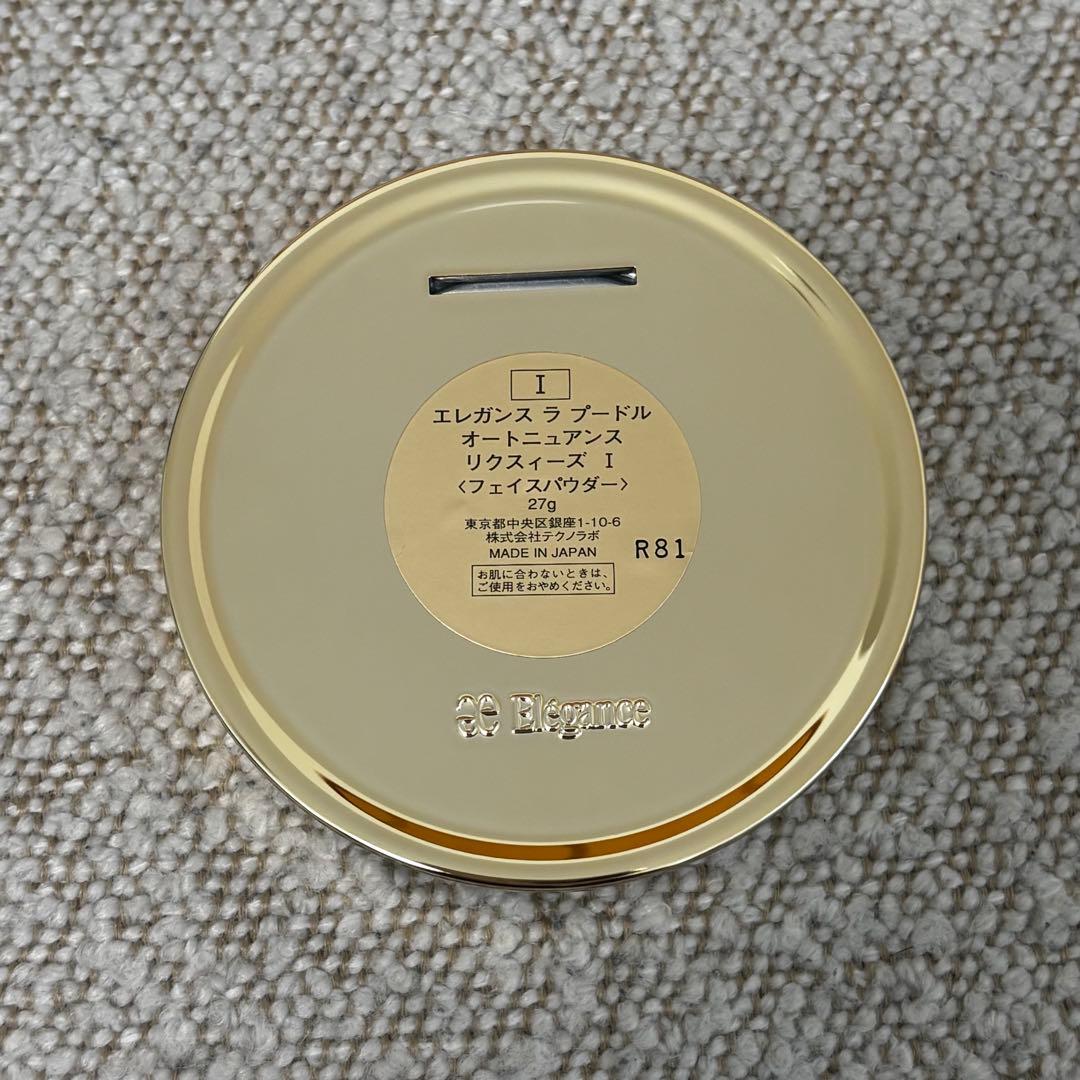 I
エレガンス ラ プードル
オートニュアンス
リクスィーズ I
〈フェイスパウダー〉
27g
東京都中央区銀座1-10-6
株式会社テクノラボ
MADE IN JAPAN
R81
お肌に合わないときは、
ご使用をおやめください。
Elégance